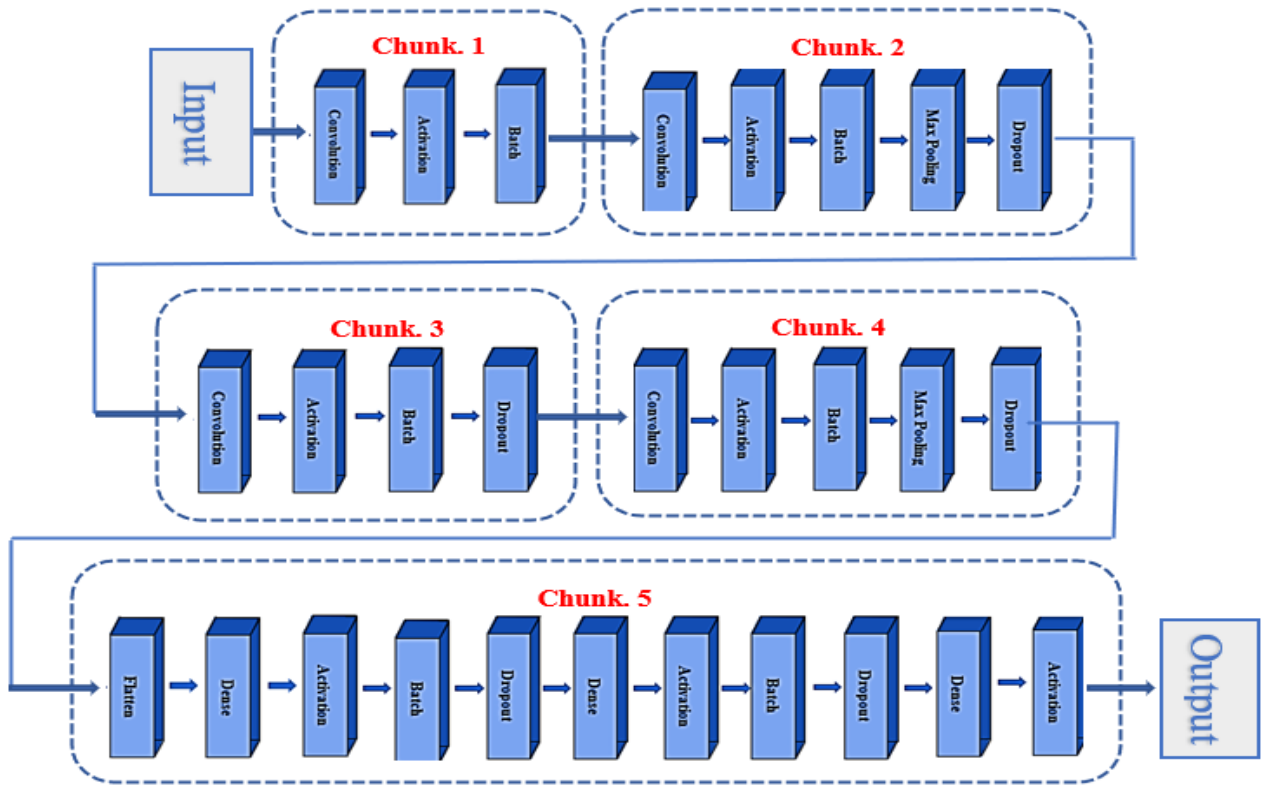 Input
Chunk. 1
Convolution
Activation
Batch
Chunk. 2
Convolution
Activation
Batch
Max Pooling
Dropout
Chunk. 3
Convolution
Activation
Batch
Dropout
Chunk. 4
Convolution
Activation
Batch
Max Pooling
Dropout
Chunk. 5
Flatten
Dense
Activation
Batch
Dropout
Dense
Activation
Batch
Dropout
Dense
Activation
Output